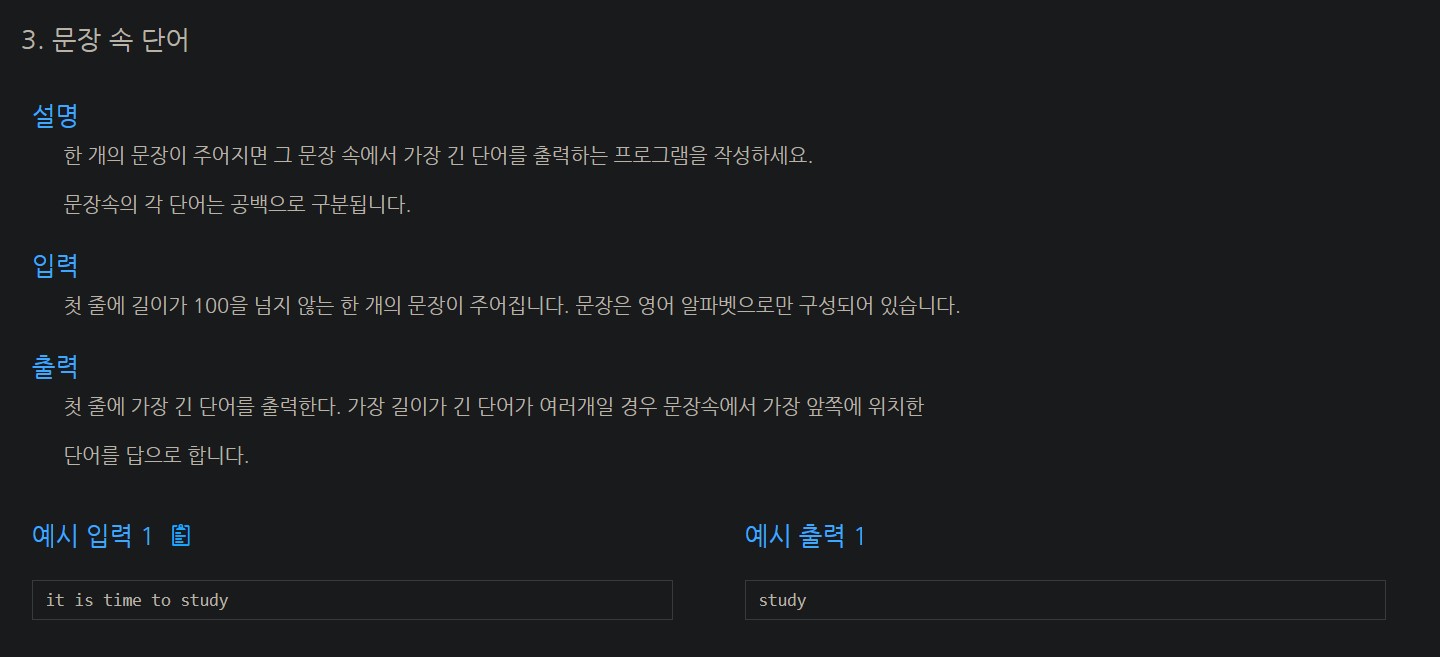 3. 문장 속 단어
설명
한 개의 문장이 주어지면 그 문장 속에서 가장 긴 단어를 출력하는 프로그램을 작성하세요.
문장속의 각 단어는 공백으로 구분됩니다.
입력
첫 줄에 길이가 100을 넘지 않는 한 개의 문장이 주어집니다. 문장은 영어 알파벳으로만 구성되어 있습니다.
출력
첫 줄에 가장 긴 단어를 출력한다. 가장 길이가 긴 단어가 여러개일 경우 문장속에서 가장 앞쪽에 위치한
단어를 답으로 합니다.
예시 입력 1
예시 출력 1
it is time to study
study